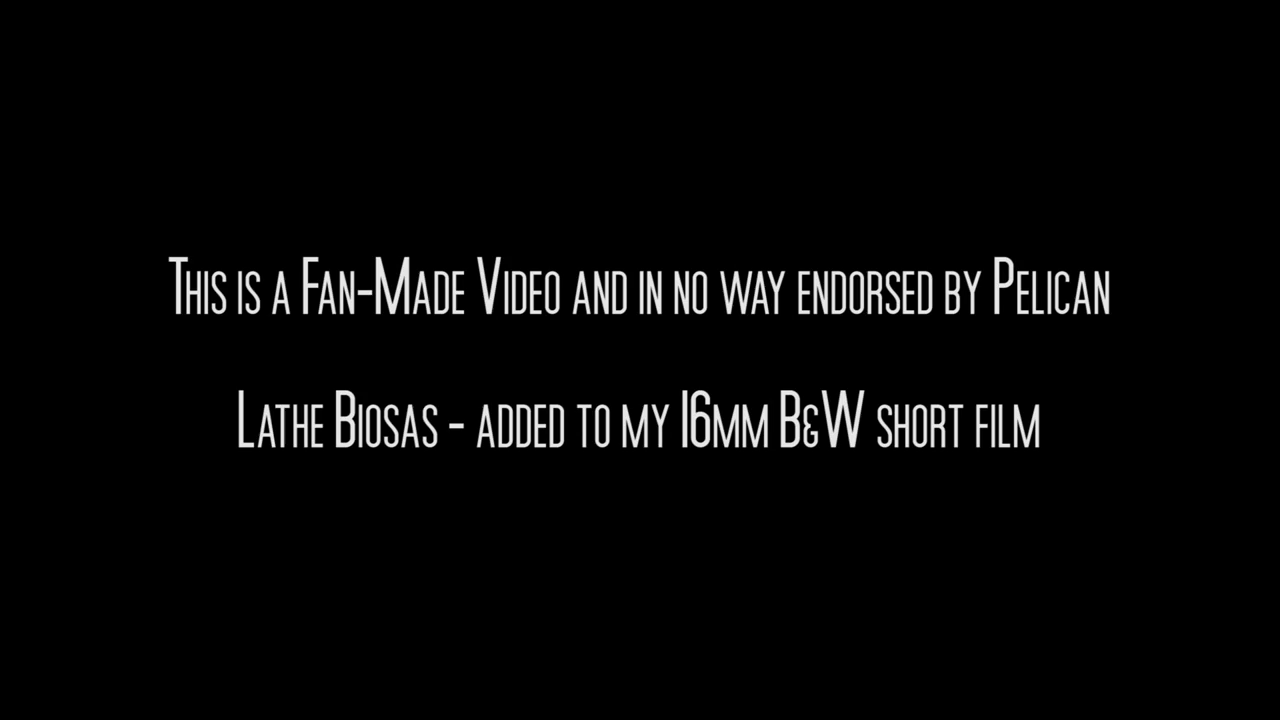 This is a Fan-Made Video and in no way endorsed by Pelican
Lathe Biosas - added to my 16mm B&W short film